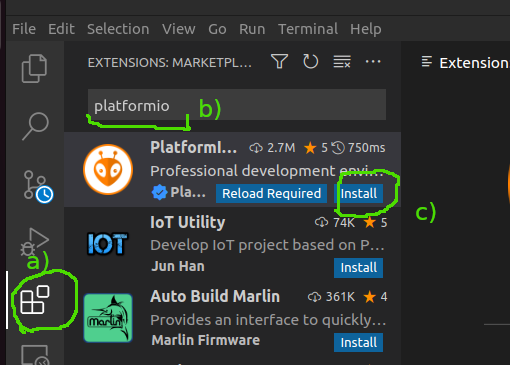 File Edit Selection View Go Run Terminal Help
EXTENSIONS: MARKETPL...
Extension
platformio
b)
PlatformI... 2.7M 5 750ms
Professional development envi...
Pla... Reload Required Install
c)
IoT Utility 74K 5
IOT
Develop IoT project based on P...
Jun Han Install
a)
Auto Build Marlin 361K 4
Marlin
Provides an interface to quickly...
Marlin Firmware Install